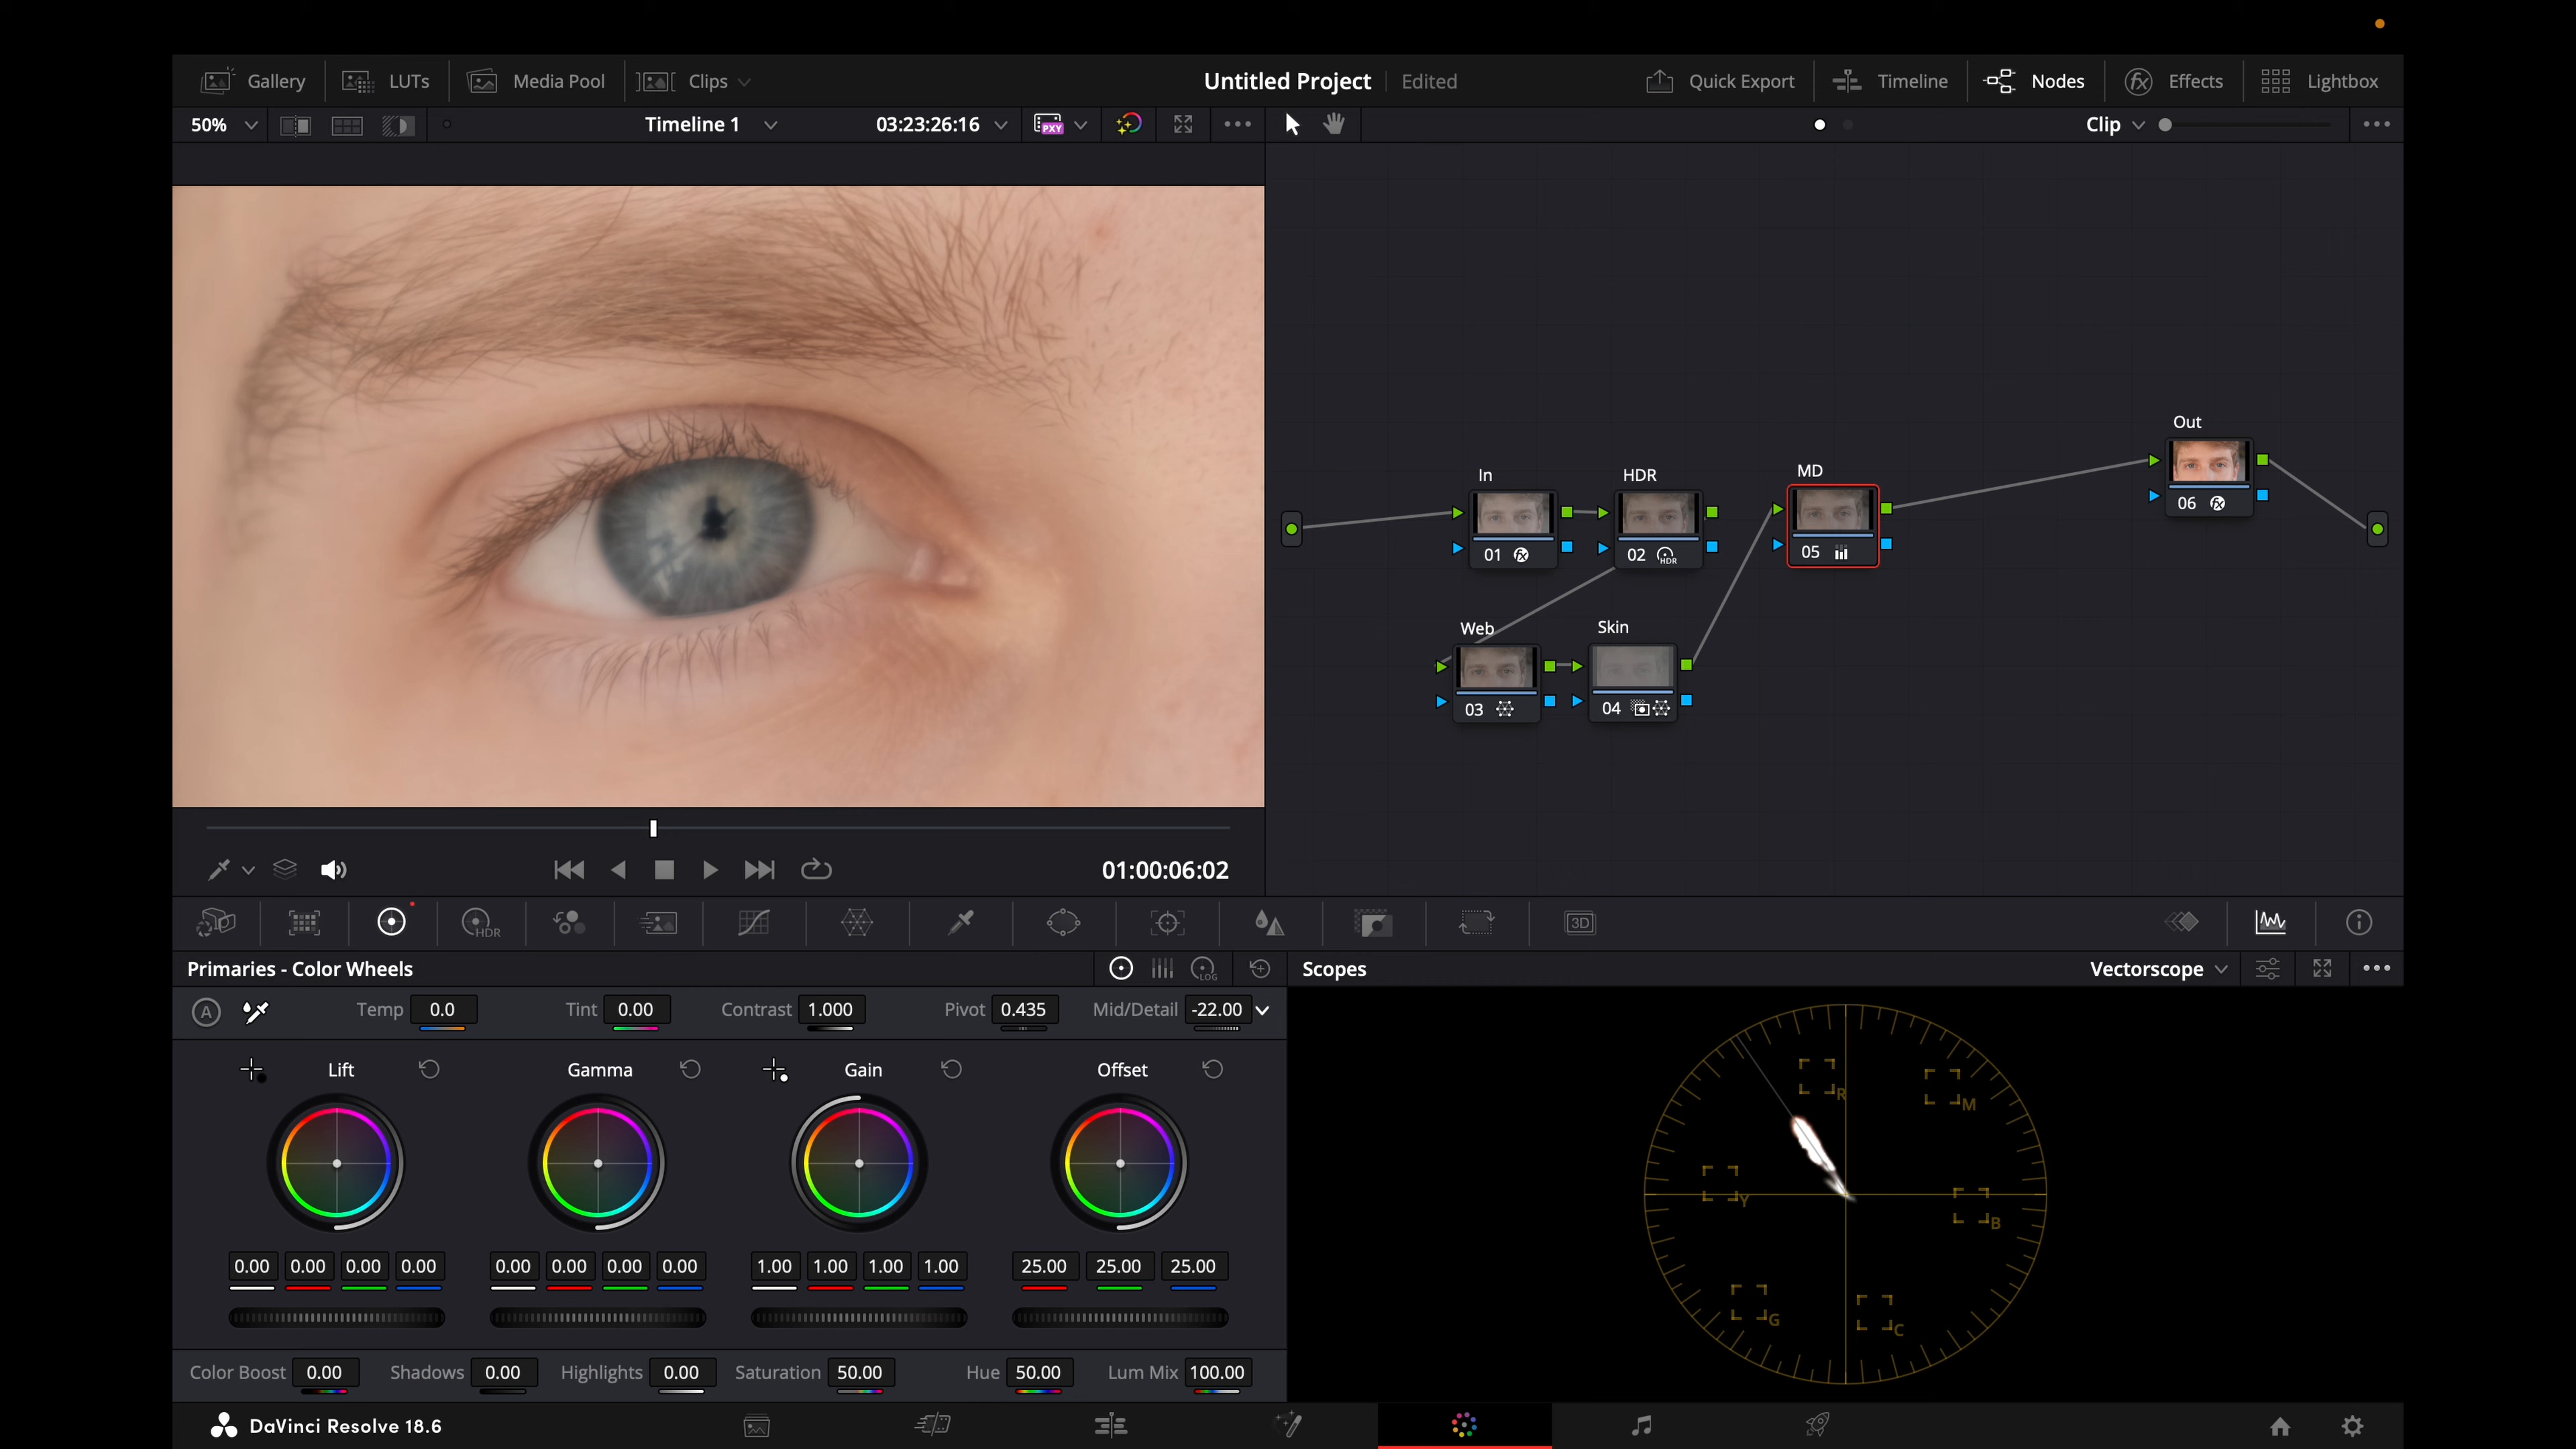 Gallery LUTs Media Pool Clips Untitled Project Edited Quick Export Timeline Nodes Effects Lightbox
50% Timeline 1 03:23:26:16 PXY Clip
Out
06
In HDR MD
01 02 HDR 05
Web Skin
03 04
01:00:06:02
HDR 3D
Primaries - Color Wheels LOG Scopes Vectorscope
A Temp 0.0 Tint 0.00 Contrast 1.000 Pivot 0.435 Mid/Detail -22.00
Lift Gamma Gain Offset
R M
Y B
G C
0.00 0.00 0.00 0.00 0.00 0.00 0.00 0.00 1.00 1.00 1.00 1.00 25.00 25.00 25.00
Color Boost 0.00 Shadows 0.00 Highlights 0.00 Saturation 50.00 Hue 50.00 Lum Mix 100.00
DaVinci Resolve 18.6